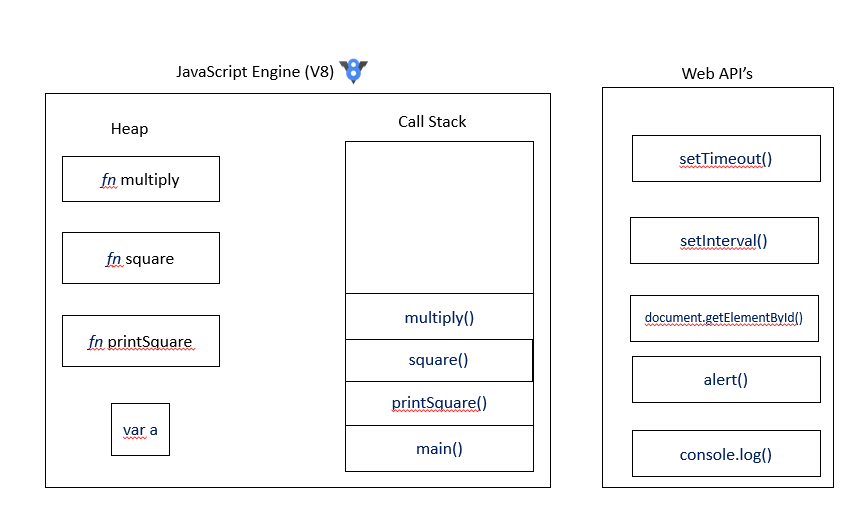 JavaScript Engine (V8)
8
Heap
fn multiply
fn square
fn printSquare
var a
Call Stack
multiply()
square()
printSquare()
main()
Web API’s
setTimeout()
setInterval()
document.getElementById()
alert()
console.log()